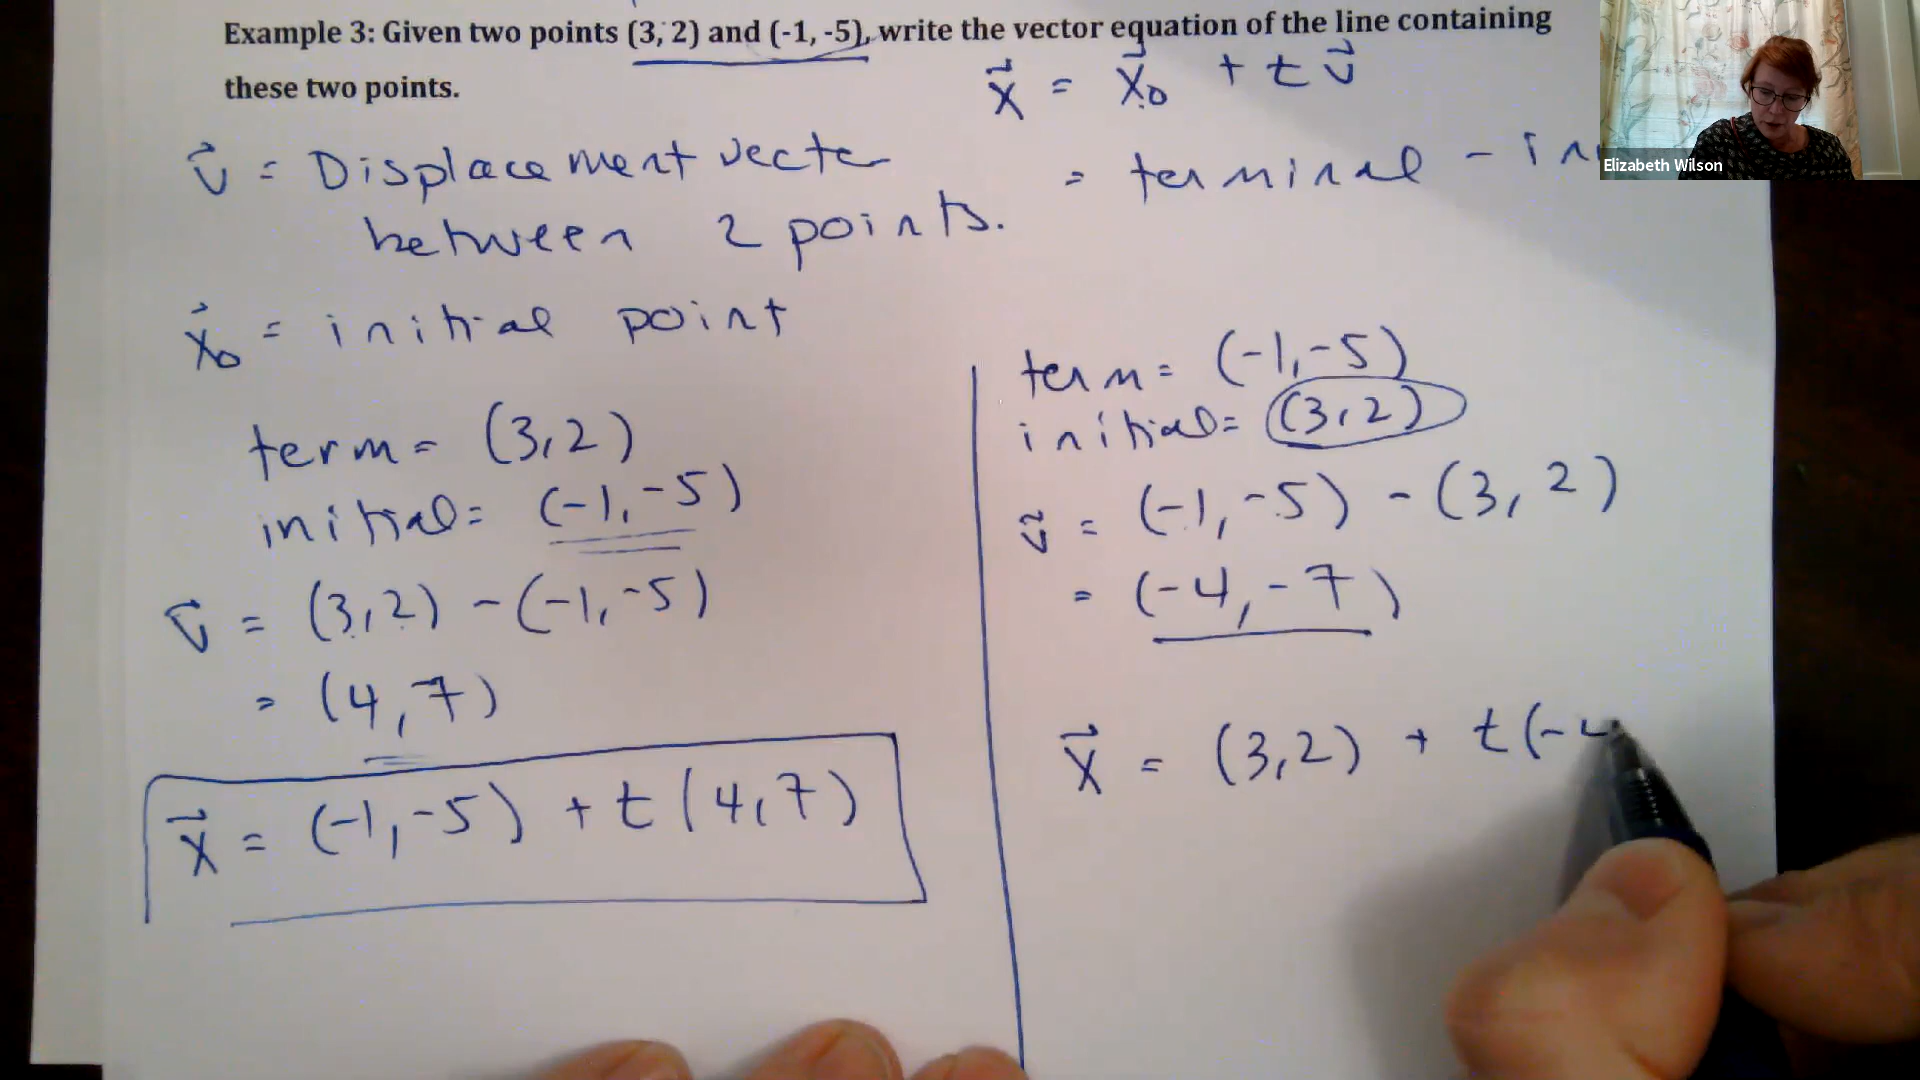 Example 3: Given two points (3, 2) and (-1, -5), write the vector equation of the line containing
these two points.
x⃗ = x⃗₀ + t v⃗
v⃗ = Displacement vector
= terminal - in
between 2 points.
x⃗₀ = initial point
term = (3,2)
initial = (-1,-5)
v⃗ = (3,2) - (-1,-5)
= (4,7)
x⃗ = (-1,-5) + t(4,7)
term = (-1,-5)
initial = (3,2)
v⃗ = (-1,-5) - (3,2)
= (-4,-7)
x⃗ = (3,2) + t(-4
Elizabeth Wilson